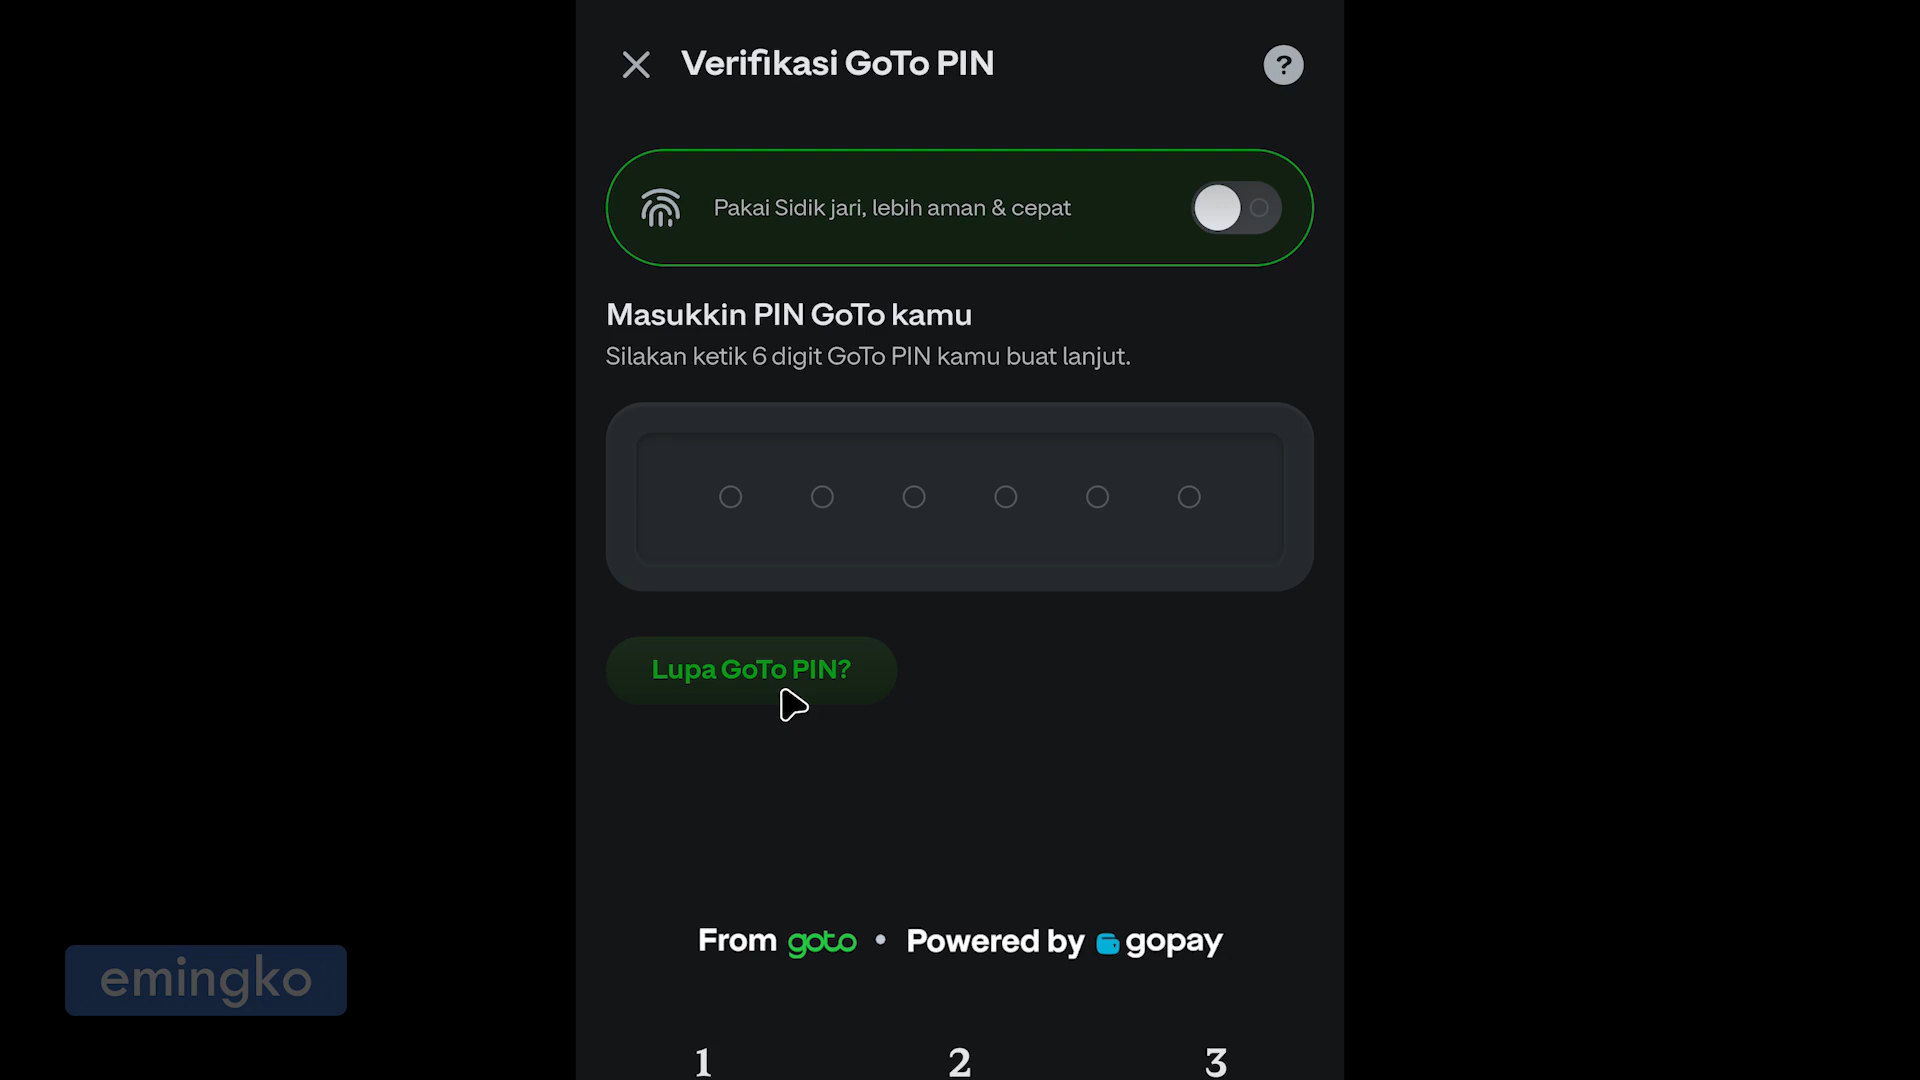 Verifikasi GoTo PIN
?
Pakai Sidik jari, lebih aman & cepat
Masukkin PIN GoTo kamu
Silakan ketik 6 digit GoTo PIN kamu buat lanjut.
Lupa GoTo PIN?
From goto • Powered by gopay
emingko
1 2 3